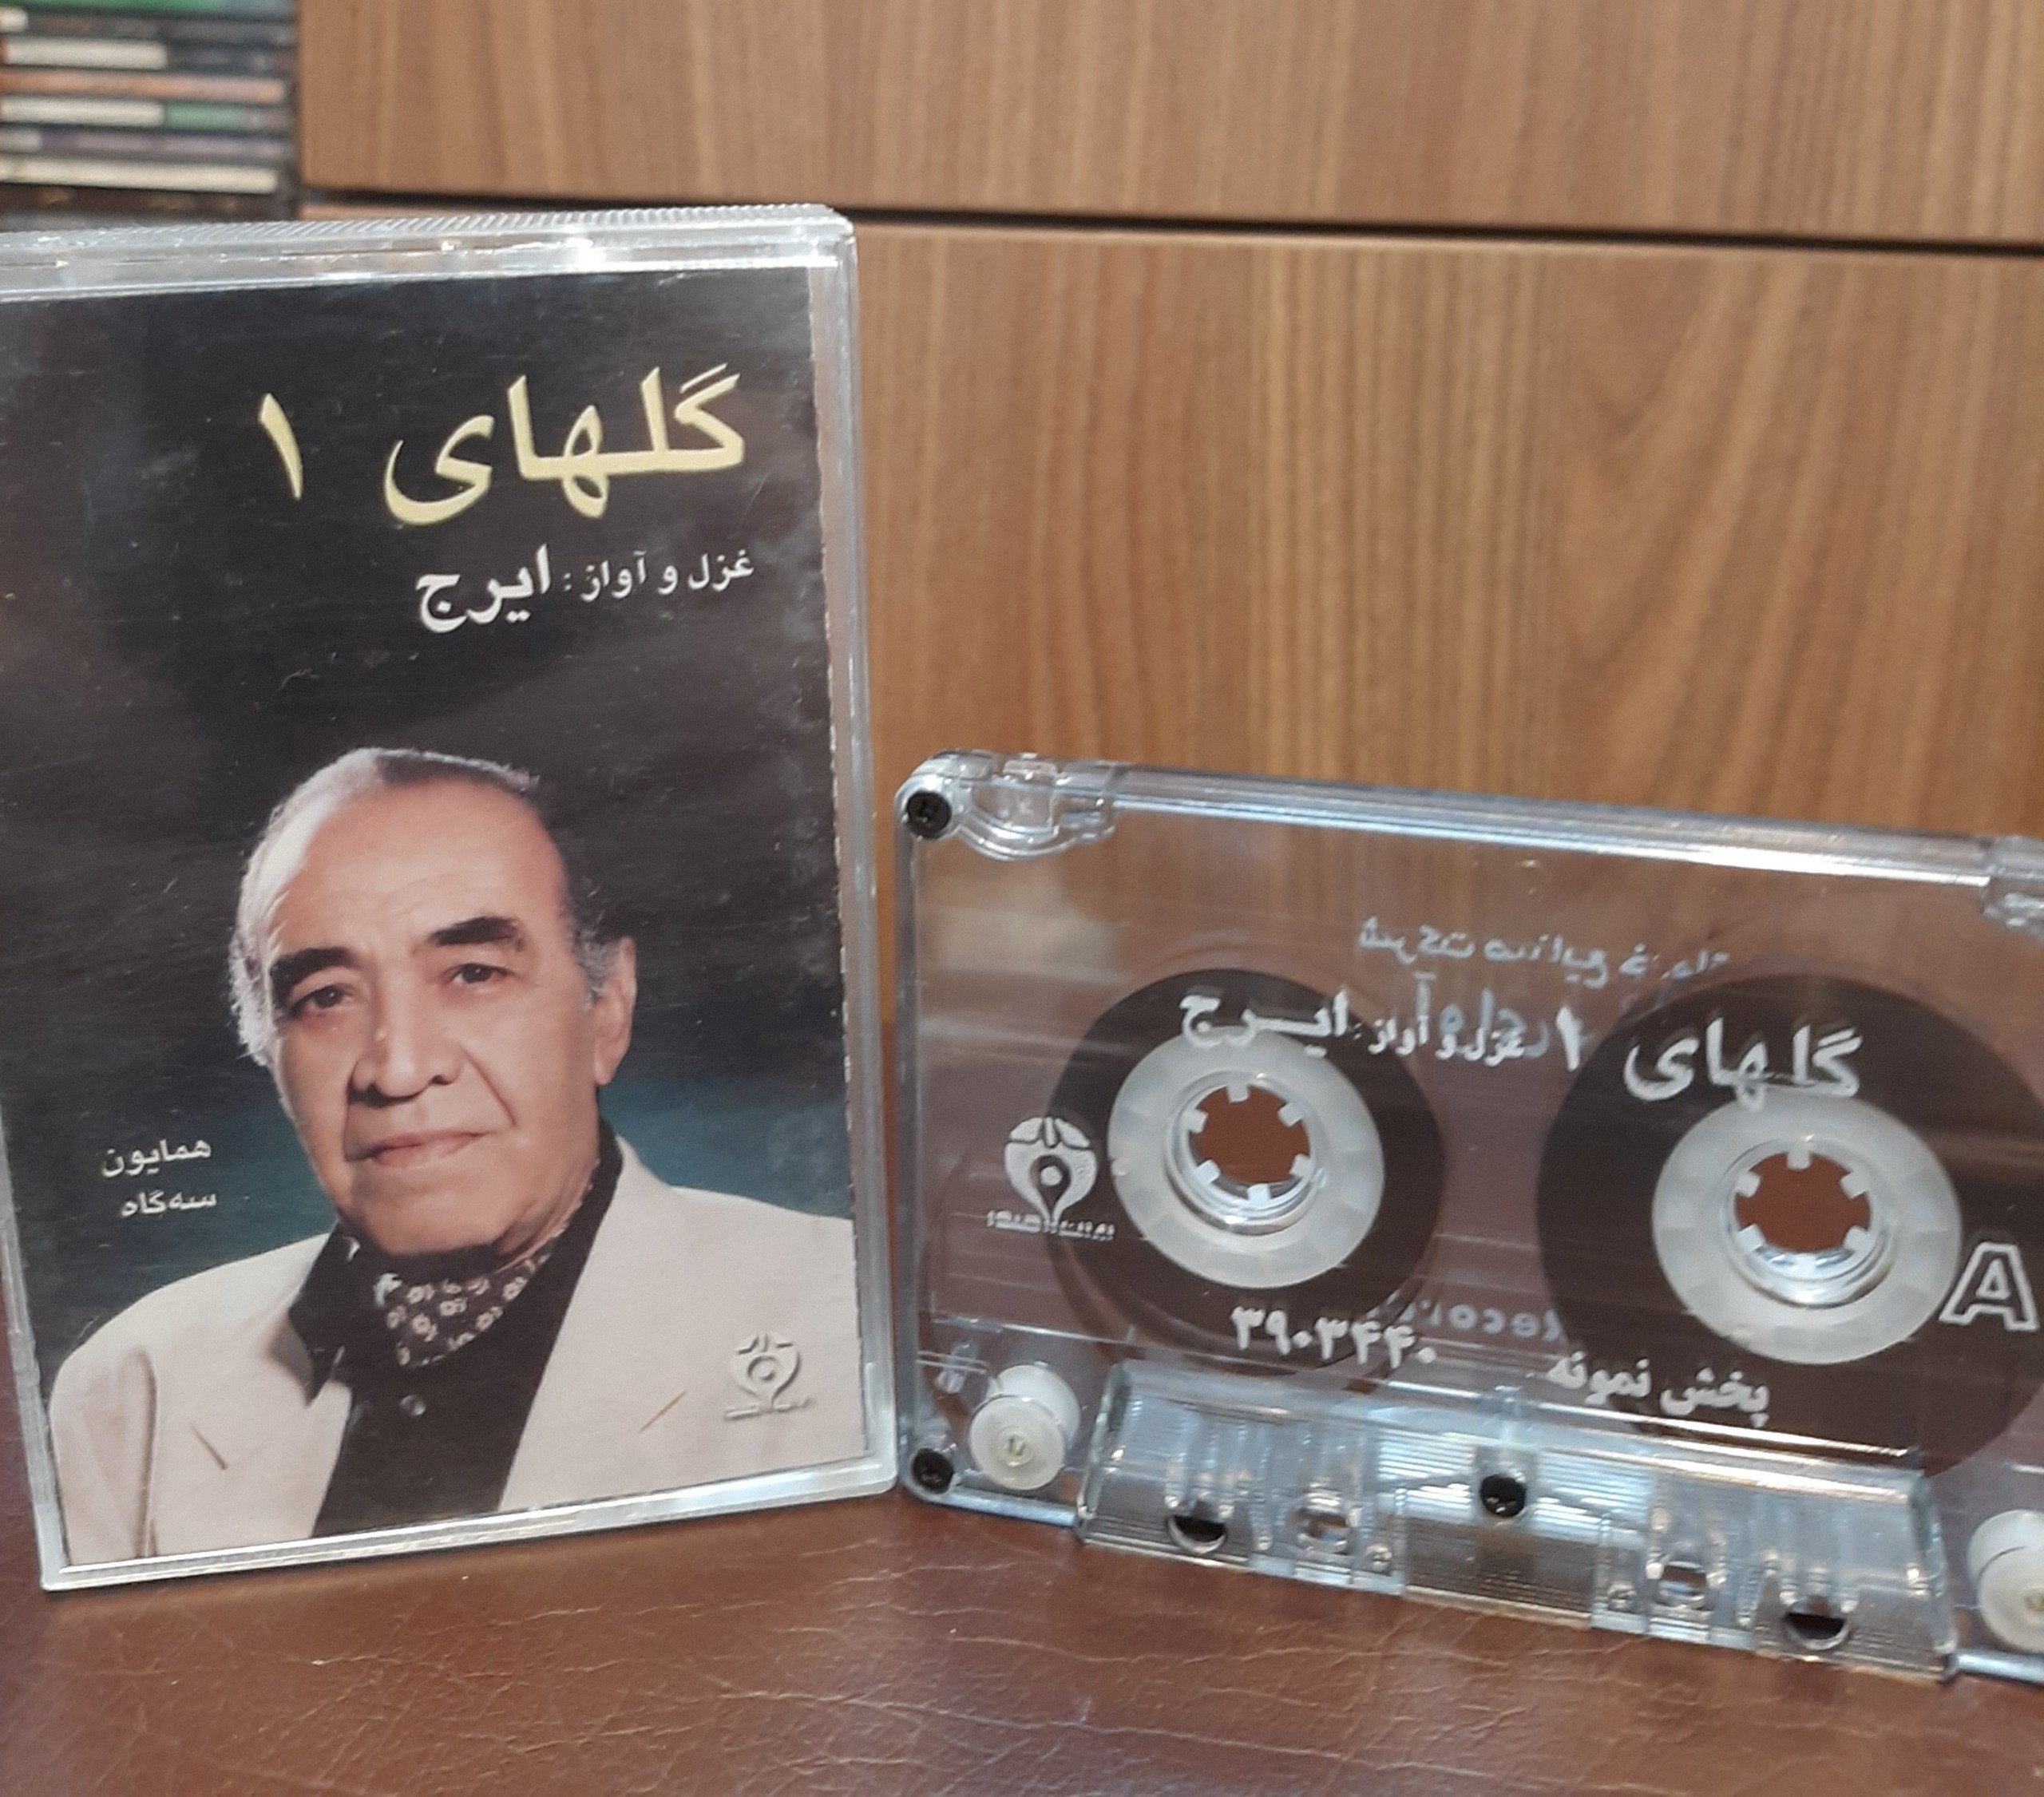 گلهای ۱
غزل و آواز : ایرج
همایون
سه‌گاه
گلهای ۱ غزل و آواز : ایرج
A
۳۹۰۳۴۴۰
پخش نمونه